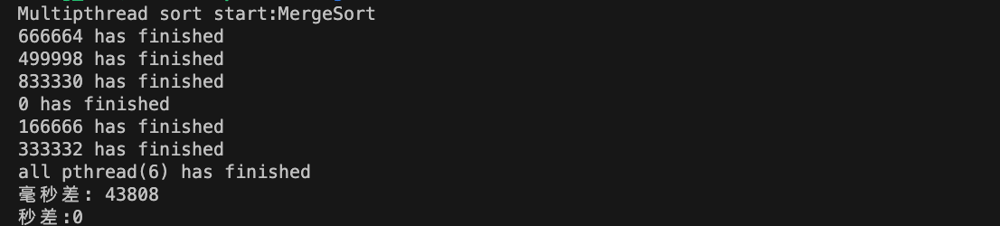 Multipthread sort start:MergeSort
666664 has finished
499998 has finished
833330 has finished
0 has finished
166666 has finished
333332 has finished
all pthread(6) has finished
毫秒差: 43808
秒差:0